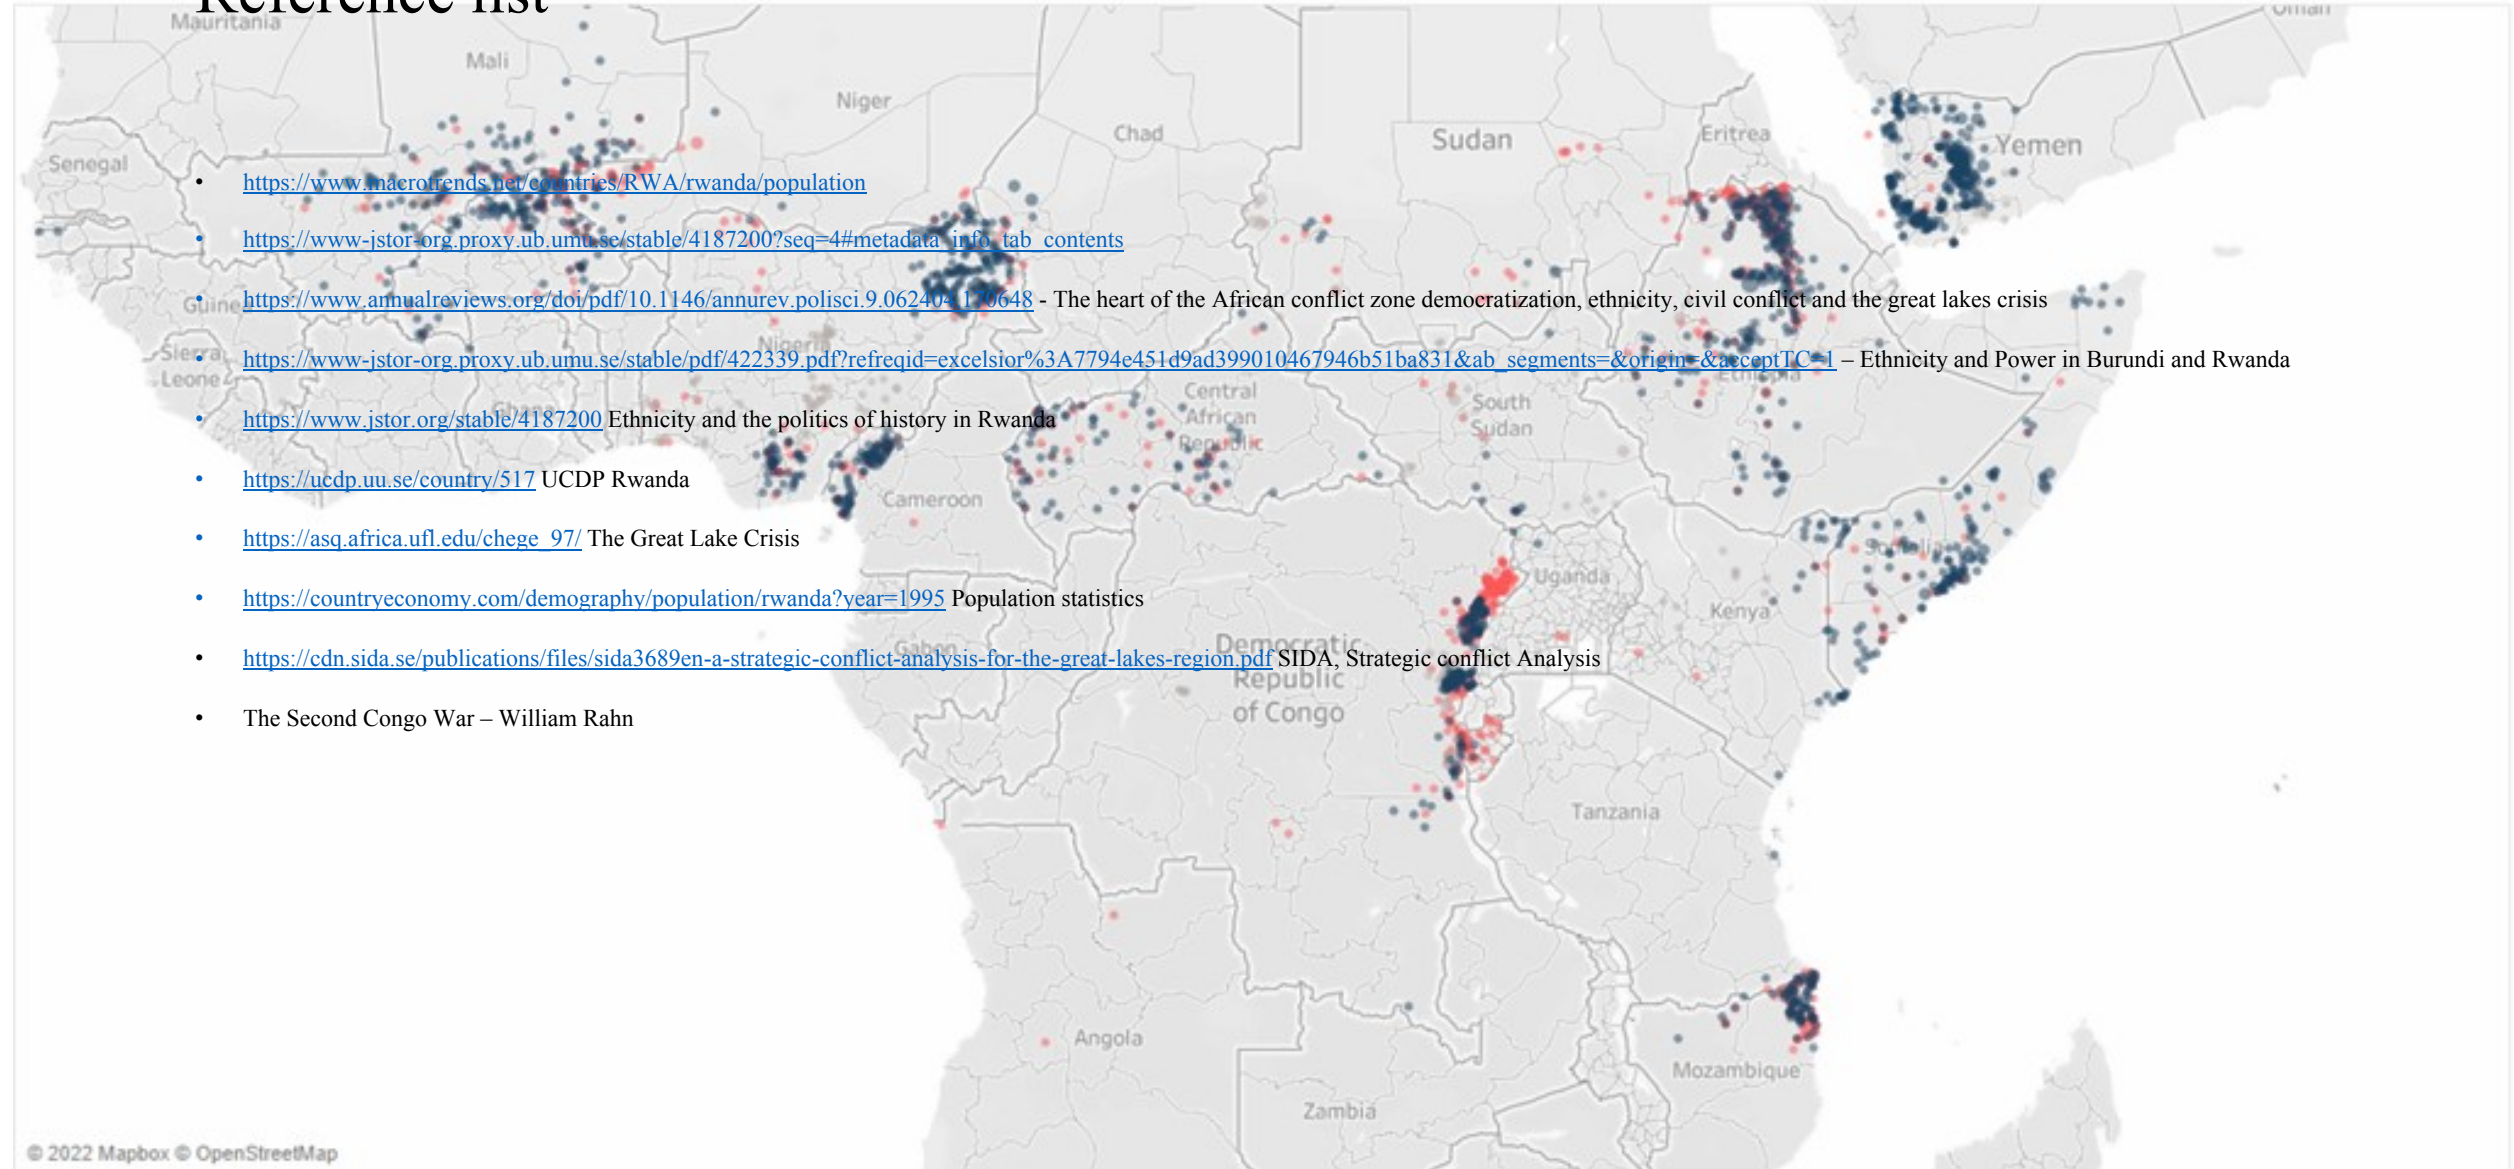 Reference list
Mauritania
Mali
Niger
Chad
Sudan
Eritrea
Yemen
Oman
Senegal
• https://www.macrotrends.net/countries/RWA/rwanda/population
• https://www-jstor-org.proxy.ub.umu.se/stable/4187200?seq=4#metadata_info_tab_contents
• https://www.annualreviews.org/doi/pdf/10.1146/annurev.polisci.9.062404.170648 - The heart of the African conflict zone democratization, ethnicity, civil conflict and the great lakes crisis
Nigeria
Sierra
Leone
• https://www-jstor-org.proxy.ub.umu.se/stable/pdf/422339.pdf?refreqid=excelsior%3A7794e451d9ad399010467946b51ba831&ab_segments=&origin=&acceptTC=1 – Ethnicity and Power in Burundi and Rwanda
Ethiopia
Ghana
Central
African
Republic
South
Sudan
• https://www.jstor.org/stable/4187200 Ethnicity and the politics of history in Rwanda
• https://ucdp.uu.se/country/517 UCDP Rwanda
Cameroon
• https://asq.africa.ufl.edu/chege_97/ The Great Lake Crisis
Somalia
Uganda
Kenya
• https://countryeconomy.com/demography/population/rwanda?year=1995 Population statistics
Gabon
Democratic
Republic
of Congo
• https://cdn.sida.se/publications/files/sida3689en-a-strategic-conflict-analysis-for-the-great-lakes-region.pdf SIDA, Strategic conflict Analysis
• The Second Congo War – William Rahn
Tanzania
Angola
Mozambique
Zambia
© 2022 Mapbox © OpenStreetMap